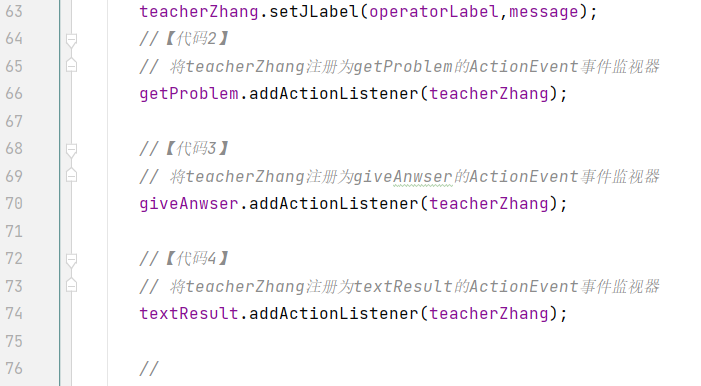 63 teacherZhang.setJLabel(operatorLabel,message);
64 //【代码2】
65 // 将teacherZhang注册为getProblem的ActionEvent事件监视器
66 getProblem.addActionListener(teacherZhang);
67
68 //【代码3】
69 // 将teacherZhang注册为giveAnwser的ActionEvent事件监视器
70 giveAnwser.addActionListener(teacherZhang);
71
72 //【代码4】
73 // 将teacherZhang注册为textResult的ActionEvent事件监视器
74 textResult.addActionListener(teacherZhang);
75
76 //